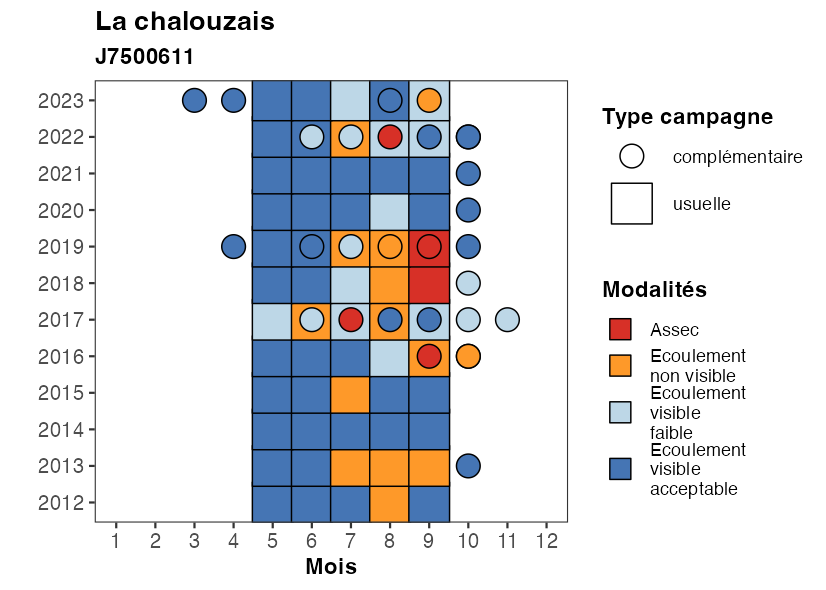 La chalouzais
J7500611
2023
2022
2021
2020
2019
2018
2017
2016
2015
2014
2013
2012
1 2 3 4 5 6 7 8 9 10 11 12
Mois
Type campagne
complémentaire
usuelle
Modalités
Assec
Ecoulement
non visible
Ecoulement
visible
faible
Ecoulement
visible
acceptable